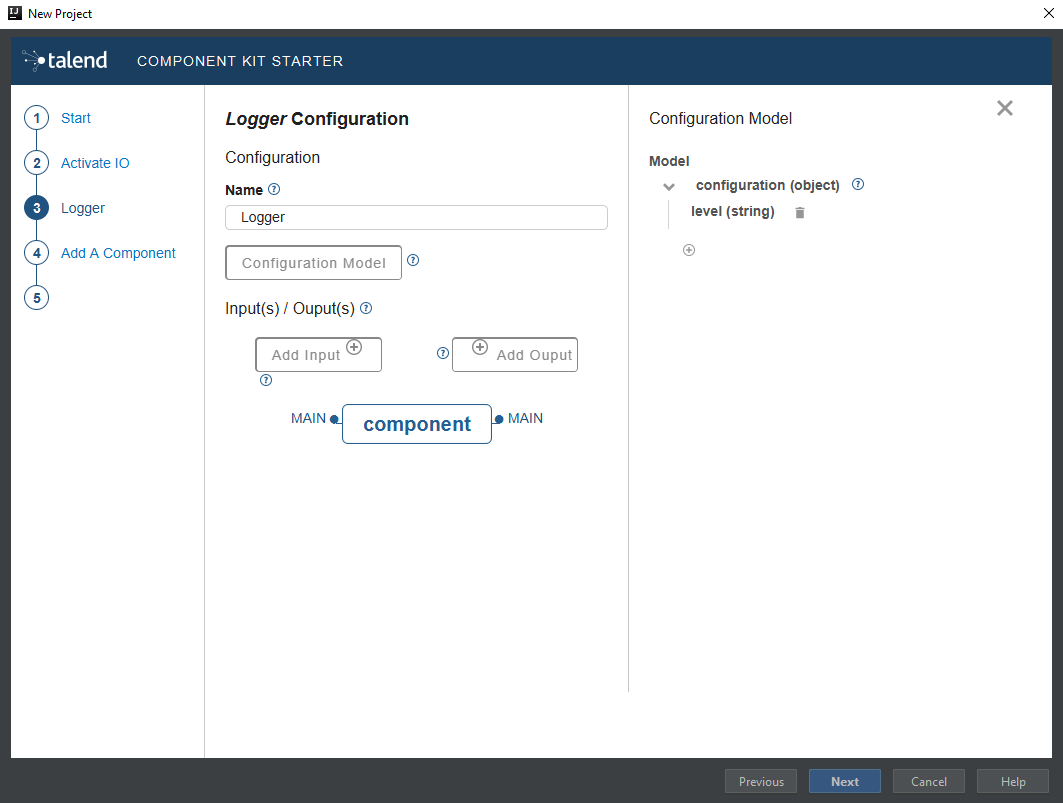 New Project
talend COMPONENT KIT STARTER
1 Start
2 Activate IO
3 Logger
4 Add A Component
5
Logger Configuration
Configuration
Name ?
Logger
Configuration Model ?
Input(s) / Ouput(s) ?
Add Input
? Add Ouput
?
MAIN component MAIN
Configuration Model
Model
configuration (object) ?
level (string)
Previous Next Cancel Help